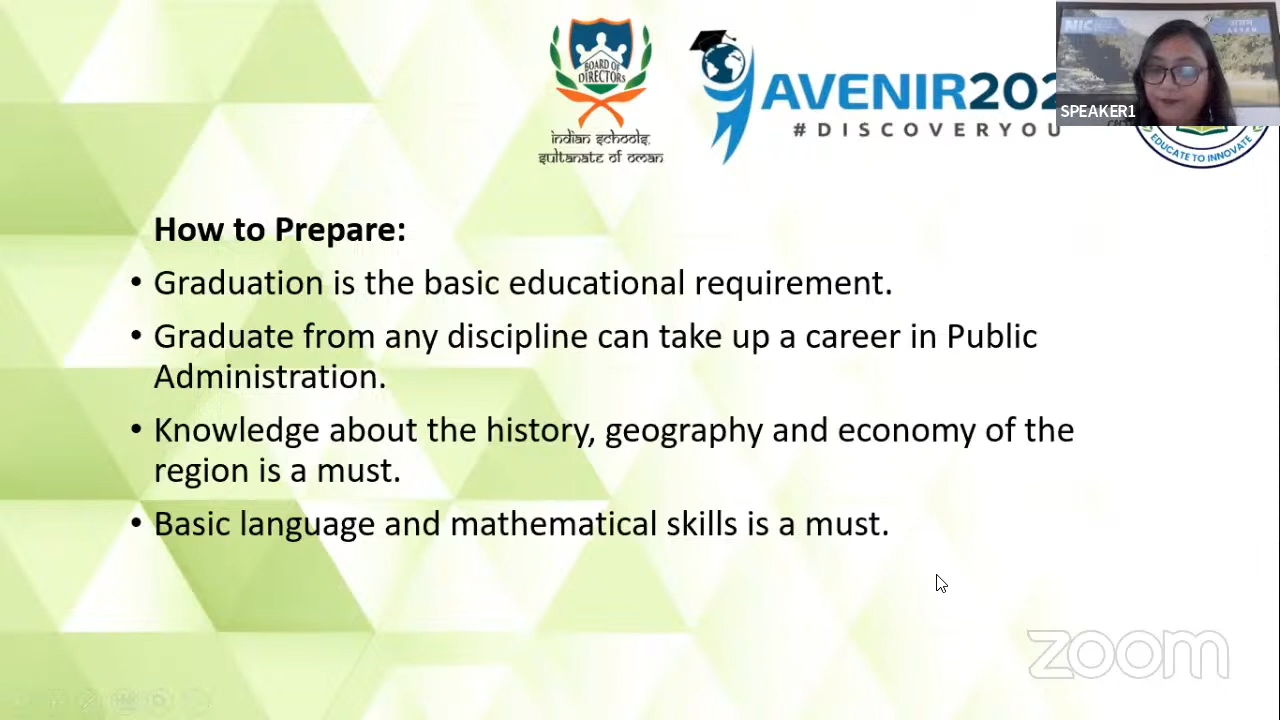 BOARD OF
DIRECTORS
indian schools,
sultanate of oman
AVENIR202
#DISCOVERYOU
NIC
SPEAKER1
EDUCATE TO INNOVATE
How to Prepare:
• Graduation is the basic educational requirement.
• Graduate from any discipline can take up a career in Public
Administration.
• Knowledge about the history, geography and economy of the
region is a must.
• Basic language and mathematical skills is a must.
zoom